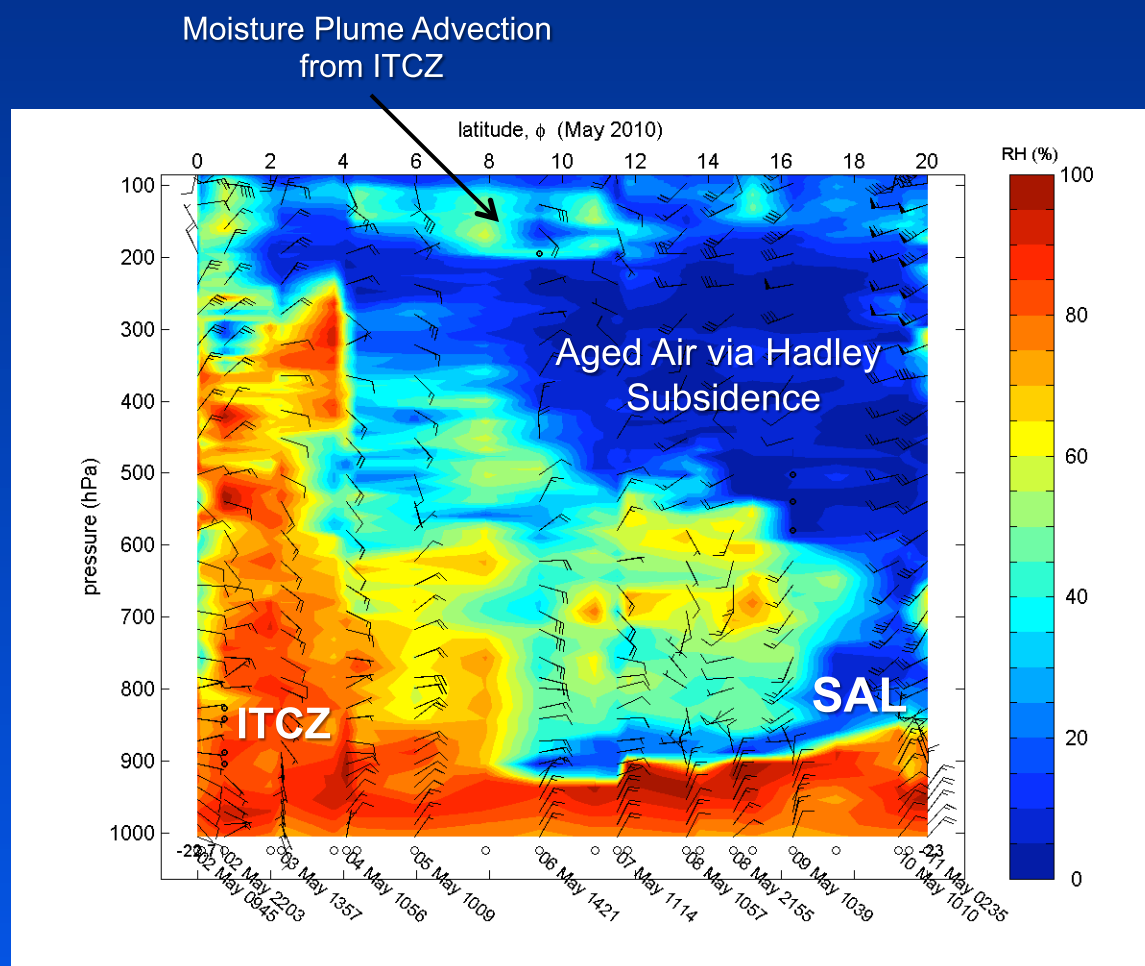 Moisture Plume Advection
from ITCZ
latitude, ϕ (May 2010)
0 2 4 6 8 10 12 14 16 18 20
RH (%)
100
200
300
400
500
600
700
800
900
1000
pressure (hPa)
Aged Air via Hadley
Subsidence
ITCZ
SAL
100
80
60
40
20
0
02 May 0945
02 May 2203
03 May 1357
04 May 1056
05 May 1009
06 May 1421
07 May 1114
08 May 1057
08 May 2155
09 May 1039
10 May 1010
11 May 0235